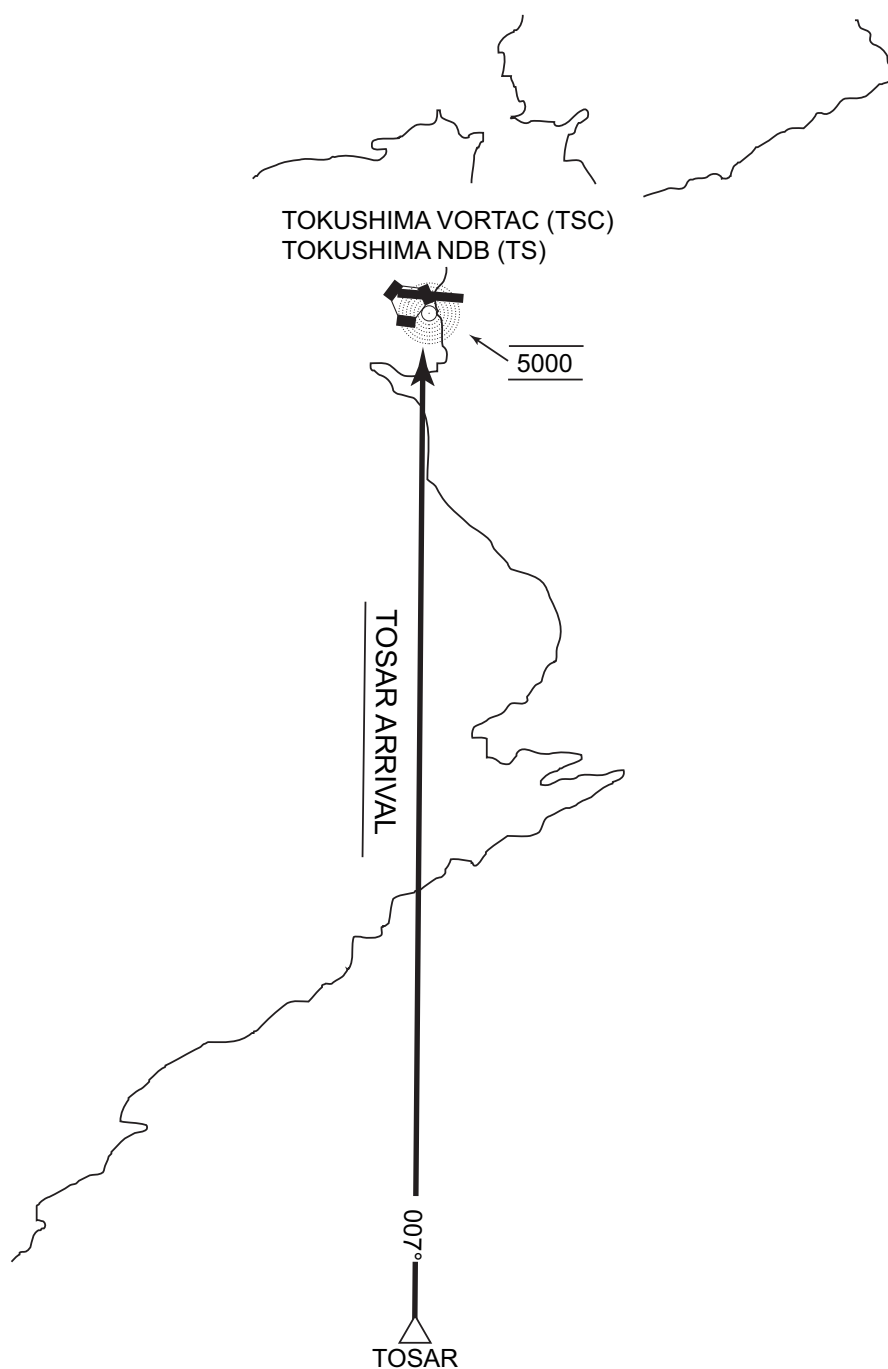 TOKUSHIMA VORTAC (TSC)
TOKUSHIMA NDB (TS)
5000
TOSAR ARRIVAL
007°
TOSAR